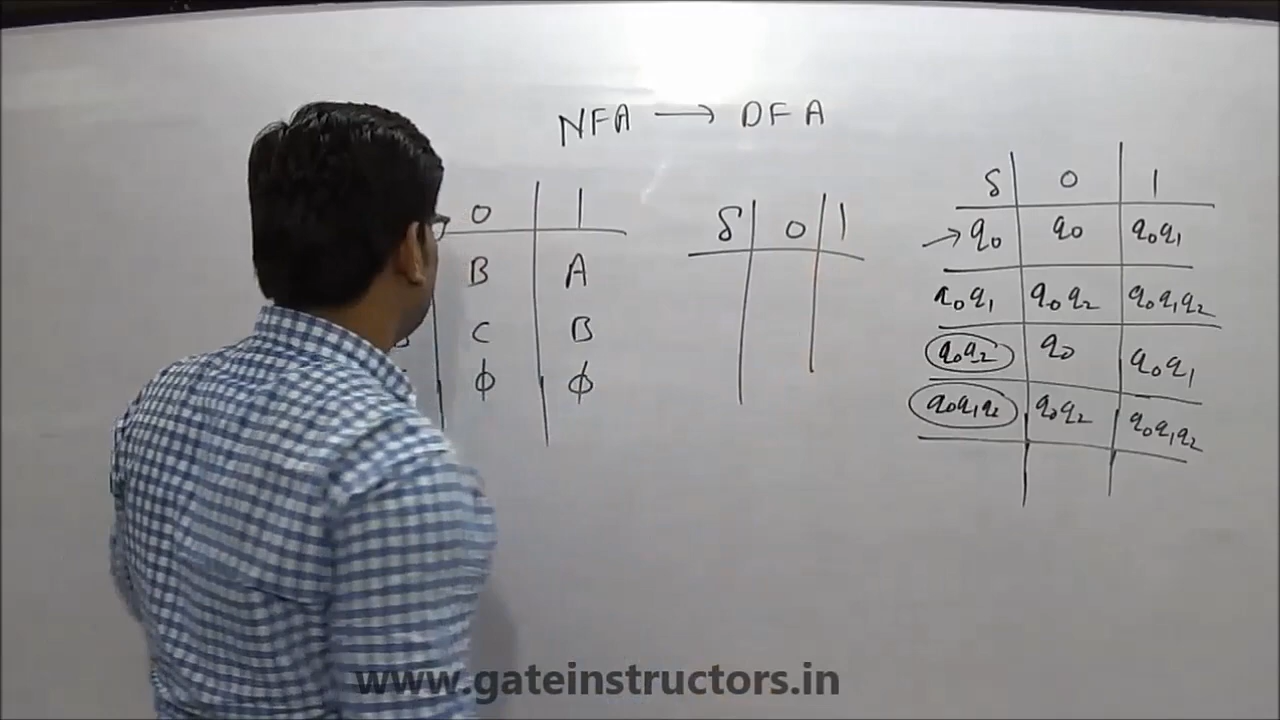 NFA → DFA
0 1
B A
C B
ϕ ϕ
δ 0 1
δ 0 1
→ q₀ q₀ q₀q₁
q₀q₁ q₀q₂ q₀q₁q₂
q₀q₂ q₀ q₀q₁
q₀q₁q₂ q₀q₂ q₀q₁q₂
www.gateinstructors.in